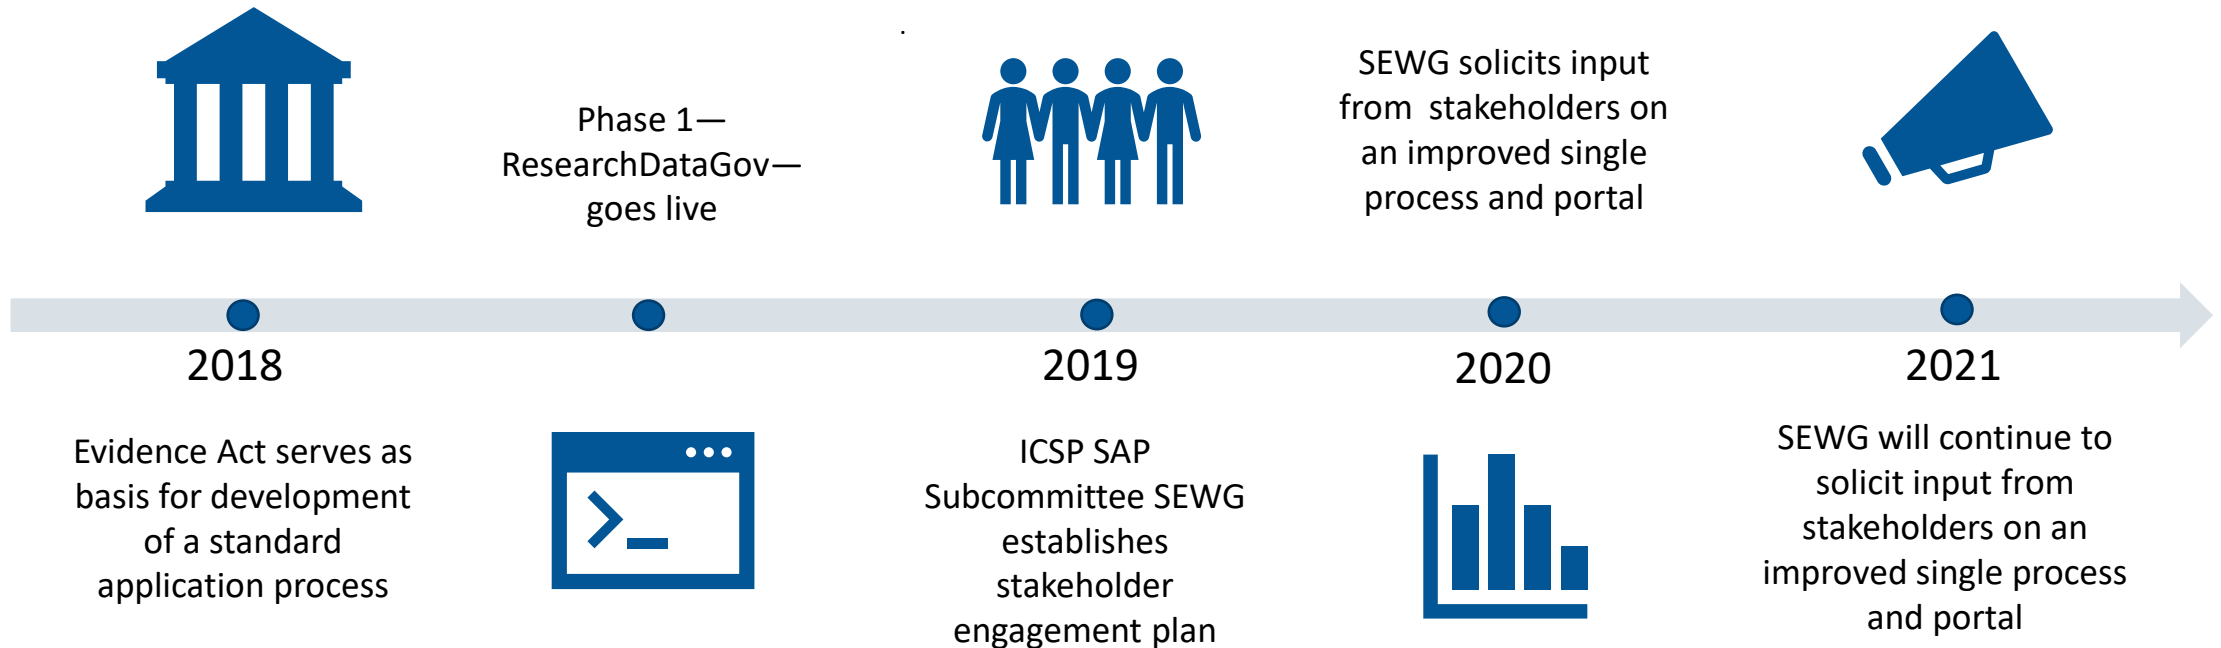 Phase 1—
ResearchDataGov—
goes live
SEWG solicits input
from stakeholders on
an improved single
process and portal
2018
2019
2020
2021
Evidence Act serves as
basis for development
of a standard
application process
ICSP SAP
Subcommittee SEWG
establishes
stakeholder
engagement plan
SEWG will continue to
solicit input from
stakeholders on an
improved single process
and portal